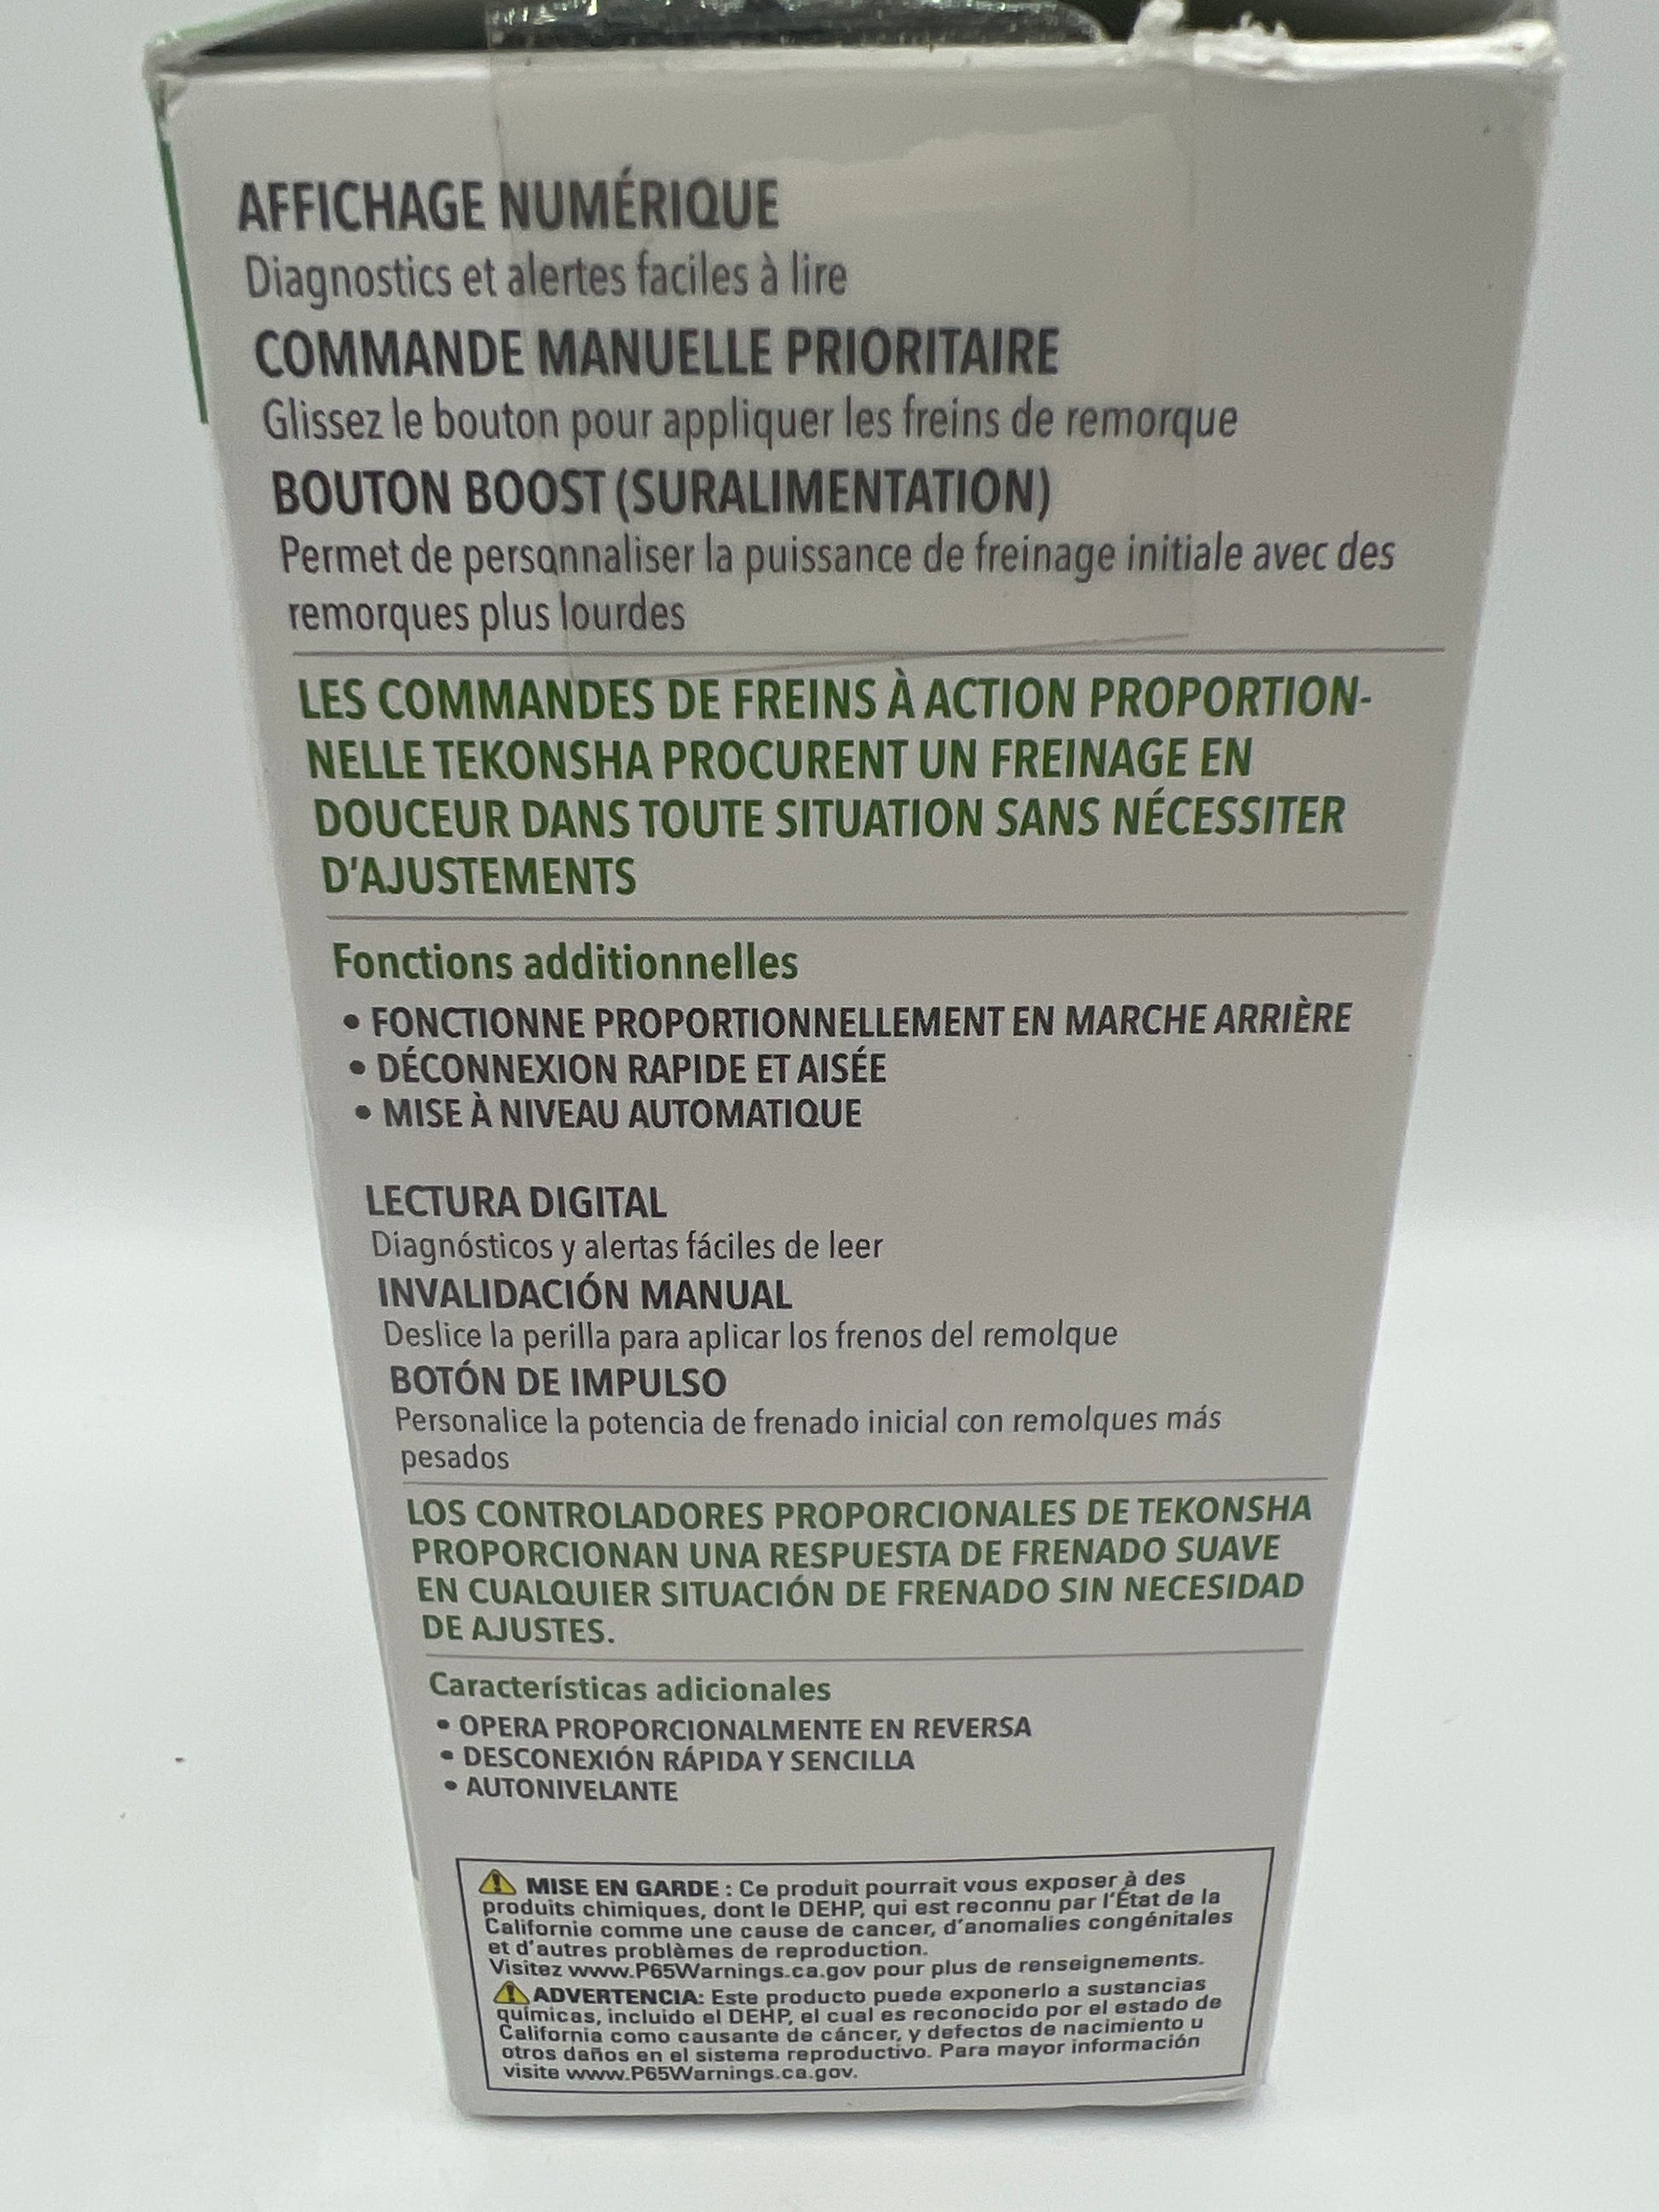 AFFICHAGE NUMÉRIQUE
Diagnostics et alertes faciles à lire
COMMANDE MANUELLE PRIORITAIRE
Glissez le bouton pour appliquer les freins de remorque
BOUTON BOOST (SURALIMENTATION)
Permet de personnaliser la puissance de freinage initiale avec des
remorques plus lourdes
LES COMMANDES DE FREINS À ACTION PROPORTION-
NELLE TEKONSHA PROCURENT UN FREINAGE EN
DOUCEUR DANS TOUTE SITUATION SANS NÉCESSITER
D'AJUSTEMENTS
Fonctions additionnelles
• FONCTIONNE PROPORTIONNELLEMENT EN MARCHE ARRIÈRE
• DÉCONNEXION RAPIDE ET AISÉE
• MISE À NIVEAU AUTOMATIQUE
LECTURA DIGITAL
Diagnósticos y alertas fáciles de leer
INVALIDACIÓN MANUAL
Deslice la perilla para aplicar los frenos del remolque
BOTÓN DE IMPULSO
Personalice la potencia de frenado inicial con remolques más
pesados
LOS CONTROLADORES PROPORCIONALES DE TEKONSHA
PROPORCIONAN UNA RESPUESTA DE FRENADO SUAVE
EN CUALQUIER SITUACIÓN DE FRENADO SIN NECESIDAD
DE AJUSTES.
Características adicionales
• OPERA PROPORCIONALMENTE EN REVERSA
• DESCONEXIÓN RÁPIDA Y SENCILLA
• AUTONIVELANTE
MISE EN GARDE : Ce produit pourrait vous exposer à des
produits chimiques, dont le DEHP, qui est reconnu par l'État de la
Californie comme une cause de cancer, d'anomalies congénitales
et d'autres problèmes de reproduction.
Visitez www.P65Warnings.ca.gov pour plus de renseignements.
ADVERTENCIA: Este producto puede exponerlo a sustancias
químicas, incluido el DEHP, el cual es reconocido por el estado de
California como causante de cáncer, y defectos de nacimiento u
otros daños en el sistema reproductivo. Para mayor información
visite www.P65Warnings.ca.gov.